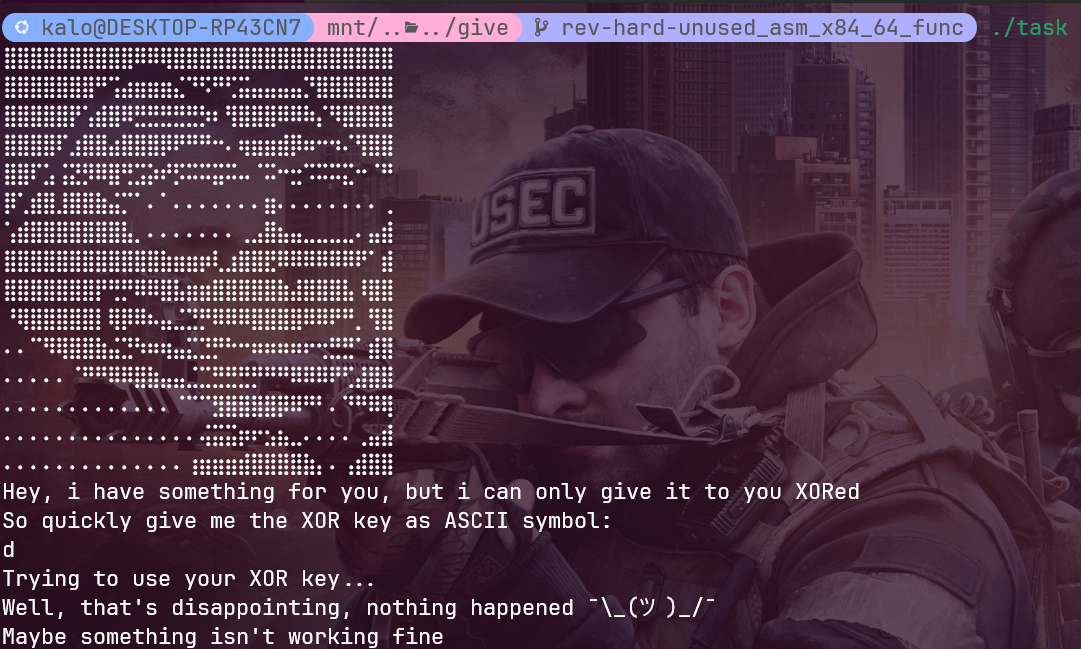 kalo@DESKTOP-RP43CN7 mnt/..../give rev-hard-unused_asm_x84_64_func ./task
USEC
Hey, i have something for you, but i can only give it to you XORed
So quickly give me the XOR key as ASCII symbol:
d
Trying to use your XOR key...
Well, that's disappointing, nothing happened ¯\_(ツ )_/¯
Maybe something isn't working fine